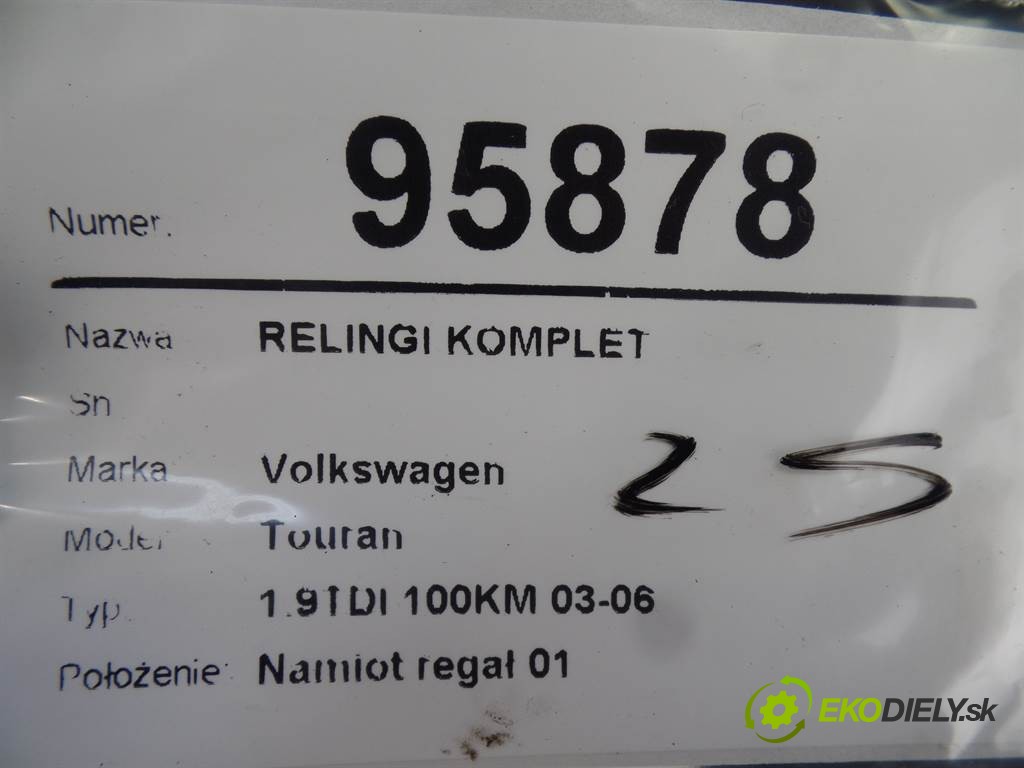 Numer. 95878
Nazwa RELINGI KOMPLET
Sn
Marka Volkswagen
Model Touran
Typ. 1.9TDI 100KM 03-06
Położenie: Namiot regał 01
25
EKODIELY.sk